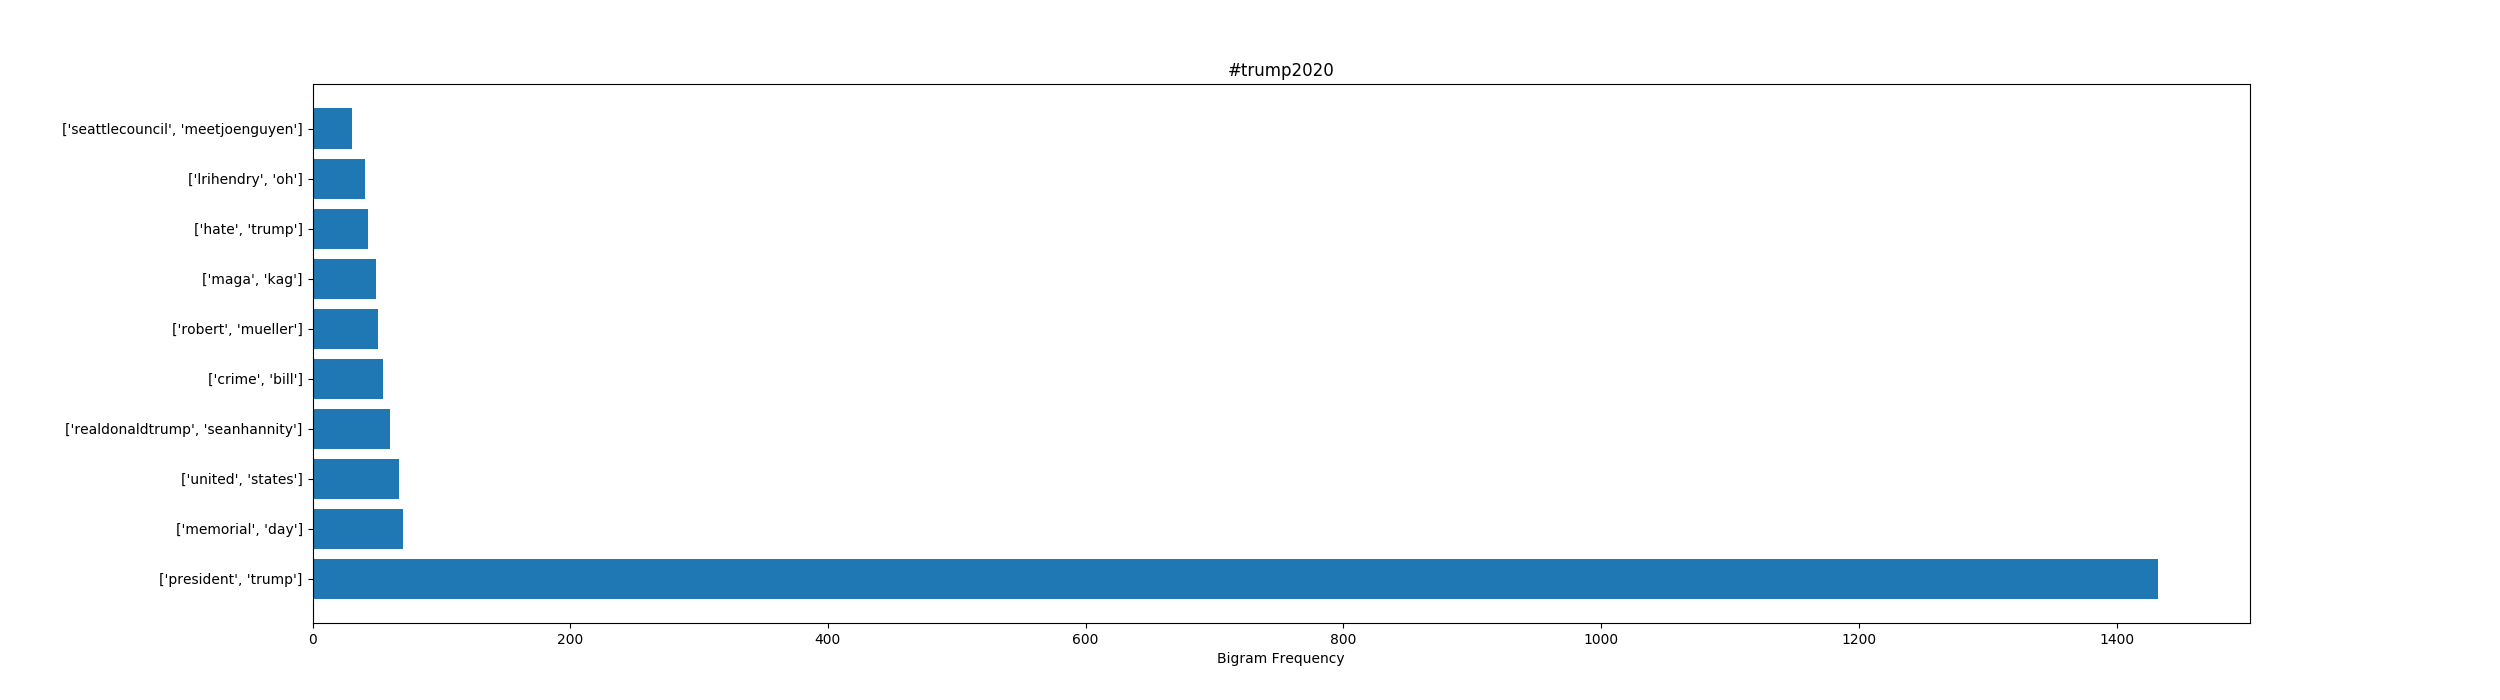 #trump2020
['seattlecouncil', 'meetjoenguyen']
['lrihendry', 'oh']
['hate', 'trump']
['maga', 'kag']
['robert', 'mueller']
['crime', 'bill']
['realdonaldtrump', 'seanhannity']
['united', 'states']
['memorial', 'day']
['president', 'trump']
0 200 400 600 800 1000 1200 1400
Bigram Frequency